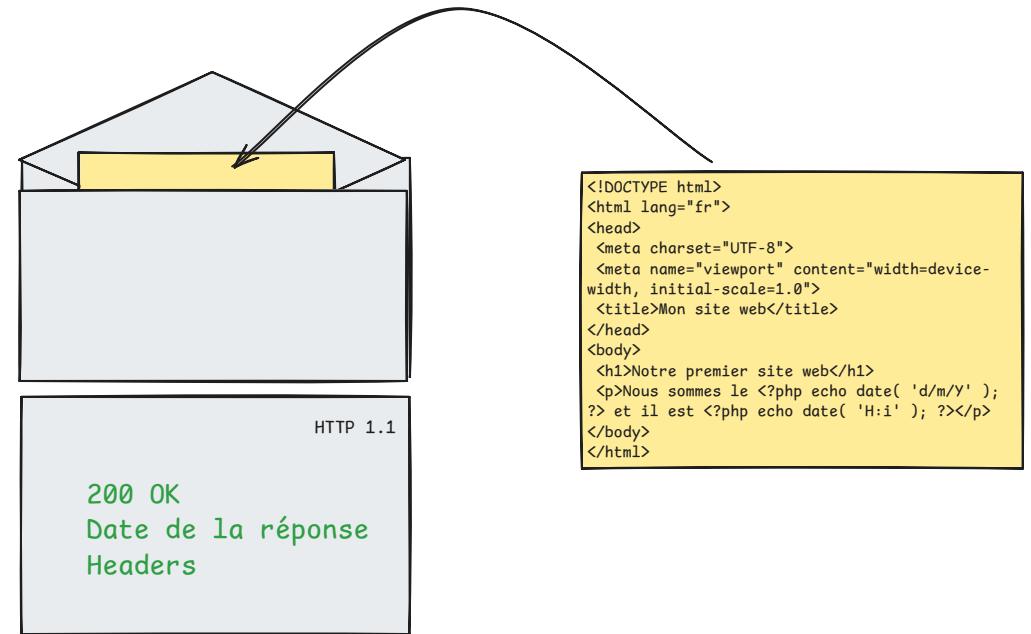 <!DOCTYPE html>
<html lang="fr">
<head>
 <meta charset="UTF-8">
 <meta name="viewport" content="width=device-
width, initial-scale=1.0">
 <title>Mon site web</title>
</head>
<body>
 <h1>Notre premier site web</h1>
 <p>Nous sommes le <?php echo date( 'd/m/Y' );
?> et il est <?php echo date( 'H:i' ); ?></p>
</body>
</html>
HTTP 1.1
200 OK
Date de la réponse
Headers